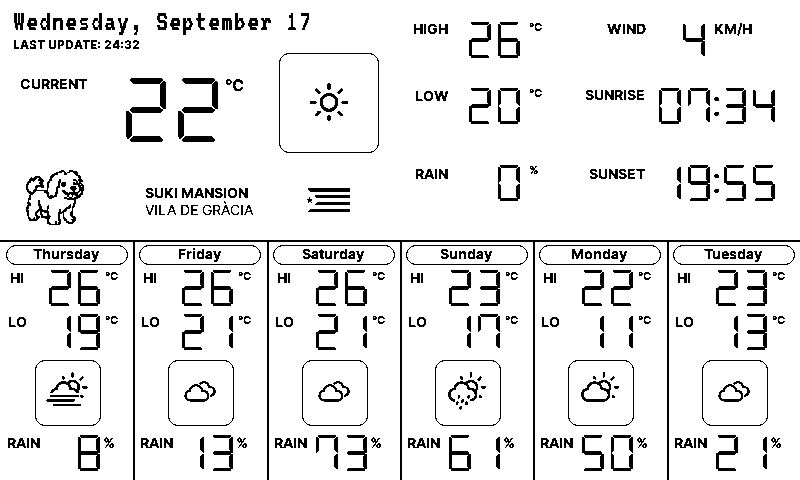 Wednesday, September 17
LAST UPDATE: 24:32
CURRENT 22 °C
SUKI MANSION
VILA DE GRÀCIA
HIGH 26 °C
LOW 20 °C
RAIN 0 %
WIND 4 KM/H
SUNRISE 07:34
SUNSET 19:55
Thursday
HI 26 °C
LO 19 °C
RAIN 8 %
Friday
HI 26 °C
LO 21 °C
RAIN 13 %
Saturday
HI 26 °C
LO 21 °C
RAIN 73 %
Sunday
HI 23 °C
LO 17 °C
RAIN 61 %
Monday
HI 22 °C
LO 11 °C
RAIN 50 %
Tuesday
HI 23 °C
LO 13 °C
RAIN 21 %